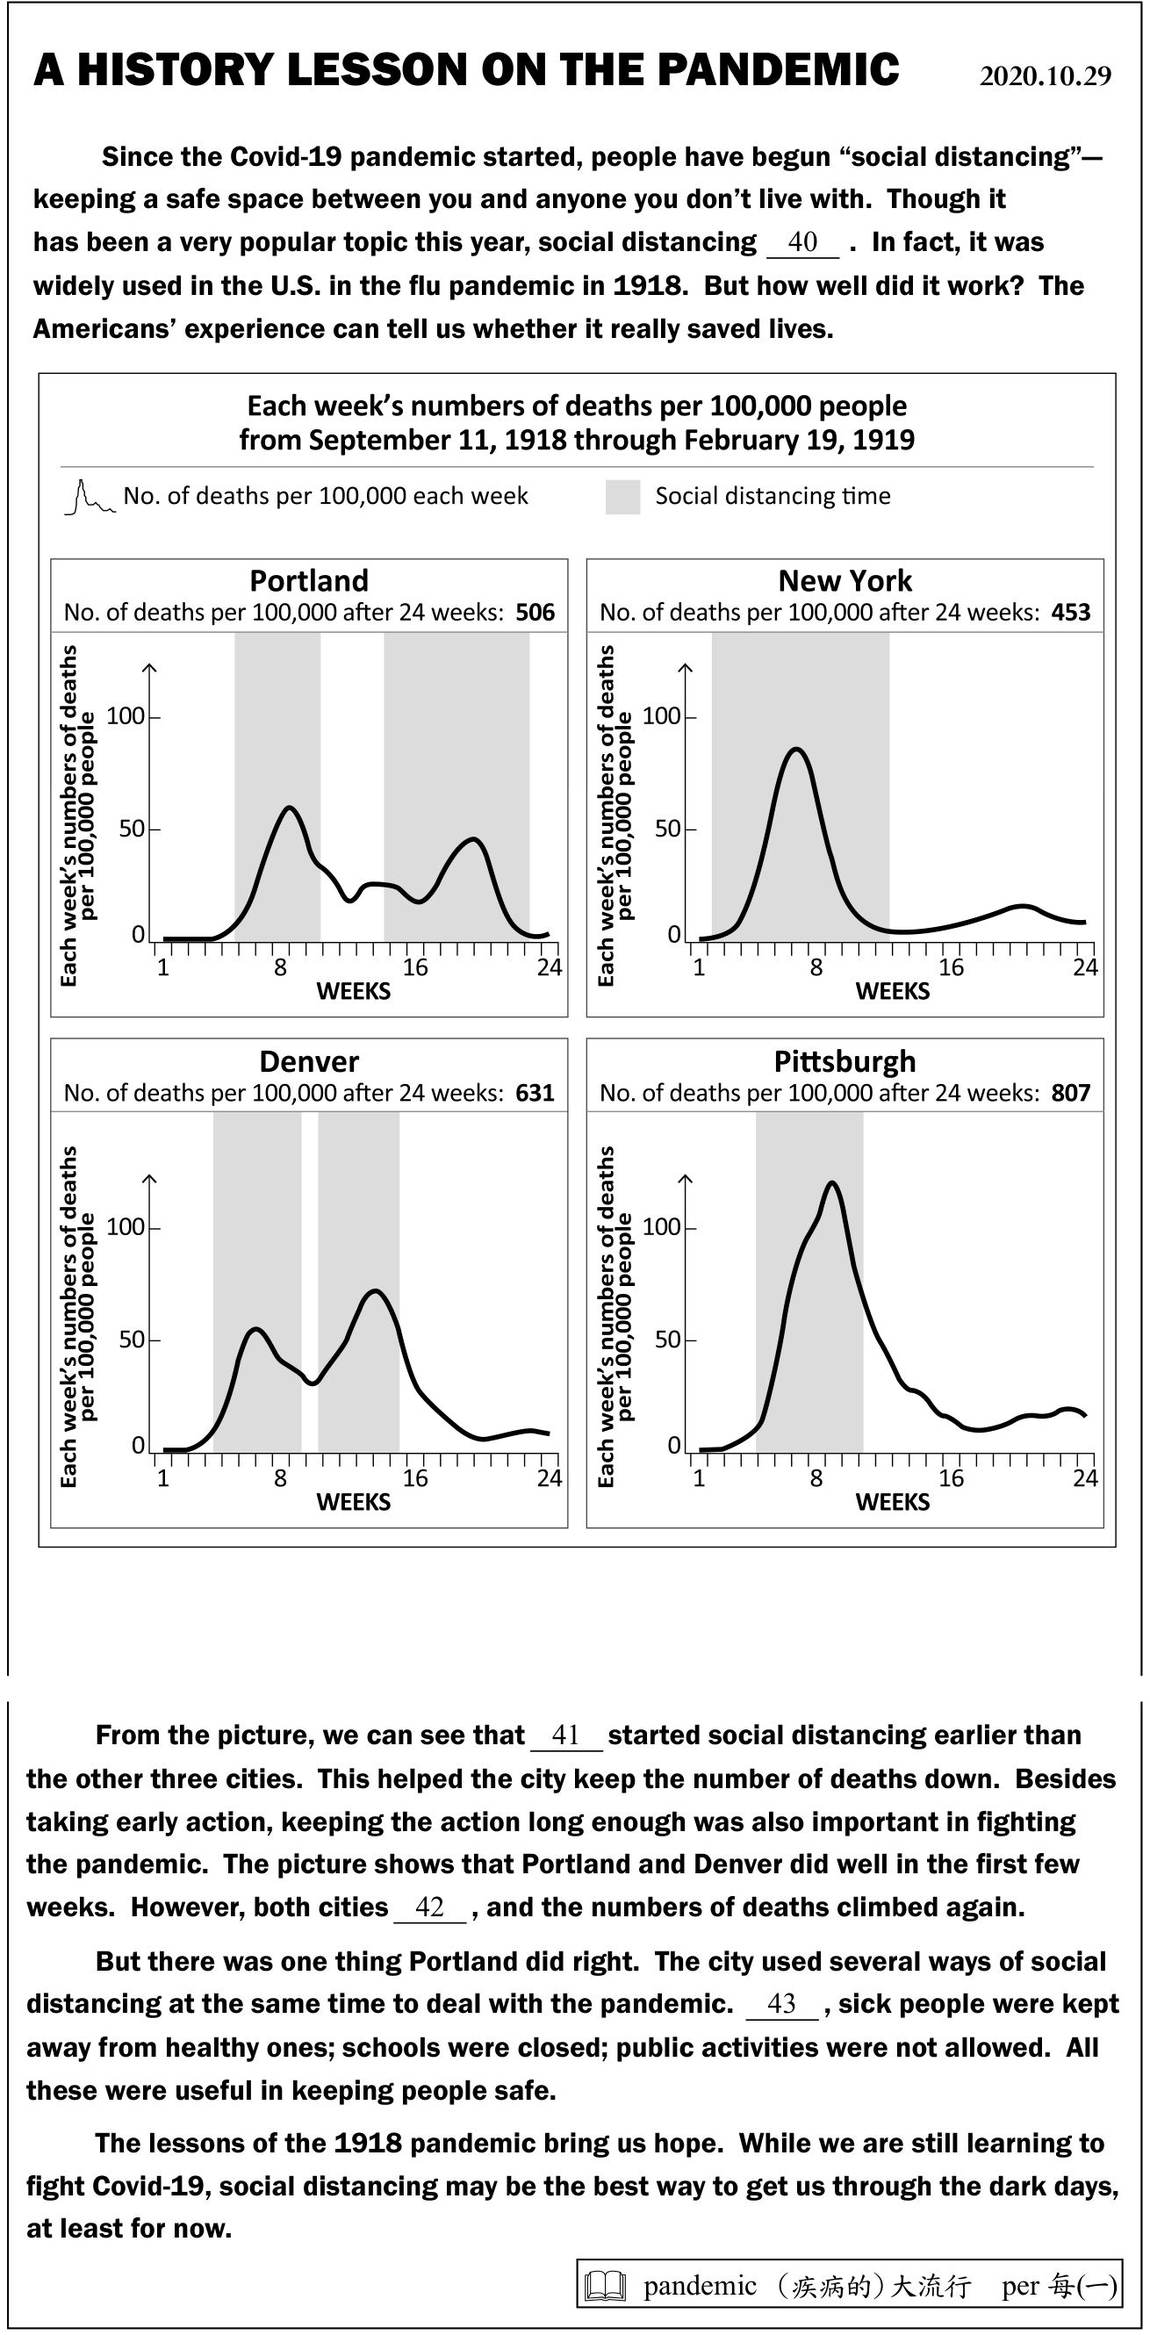 A HISTORY LESSON ON THE PANDEMIC 2020.10.29
Since the Covid-19 pandemic started, people have begun “social distancing”—
keeping a safe space between you and anyone you don’t live with. Though it
has been a very popular topic this year, social distancing 40 . In fact, it was
widely used in the U.S. in the flu pandemic in 1918. But how well did it work? The
Americans’ experience can tell us whether it really saved lives.
Each week’s numbers of deaths per 100,000 people
from September 11, 1918 through February 19, 1919
No. of deaths per 100,000 each week Social distancing time
Portland
No. of deaths per 100,000 after 24 weeks: 506
Each week’s numbers of deaths
per 100,000 people
100
50
0
1 8 16 24
WEEKS
New York
No. of deaths per 100,000 after 24 weeks: 453
Each week’s numbers of deaths
per 100,000 people
100
50
0
1 8 16 24
WEEKS
Denver
No. of deaths per 100,000 after 24 weeks: 631
Each week’s numbers of deaths
per 100,000 people
100
50
0
1 8 16 24
WEEKS
Pittsburgh
No. of deaths per 100,000 after 24 weeks: 807
Each week’s numbers of deaths
per 100,000 people
100
50
0
1 8 16 24
WEEKS
From the picture, we can see that 41 started social distancing earlier than
the other three cities. This helped the city keep the number of deaths down. Besides
taking early action, keeping the action long enough was also important in fighting
the pandemic. The picture shows that Portland and Denver did well in the first few
weeks. However, both cities 42 , and the numbers of deaths climbed again.
But there was one thing Portland did right. The city used several ways of social
distancing at the same time to deal with the pandemic. 43 , sick people were kept
away from healthy ones; schools were closed; public activities were not allowed. All
these were useful in keeping people safe.
The lessons of the 1918 pandemic bring us hope. While we are still learning to
fight Covid-19, social distancing may be the best way to get us through the dark days,
at least for now.
pandemic （疾病的）大流行 per 每(一)